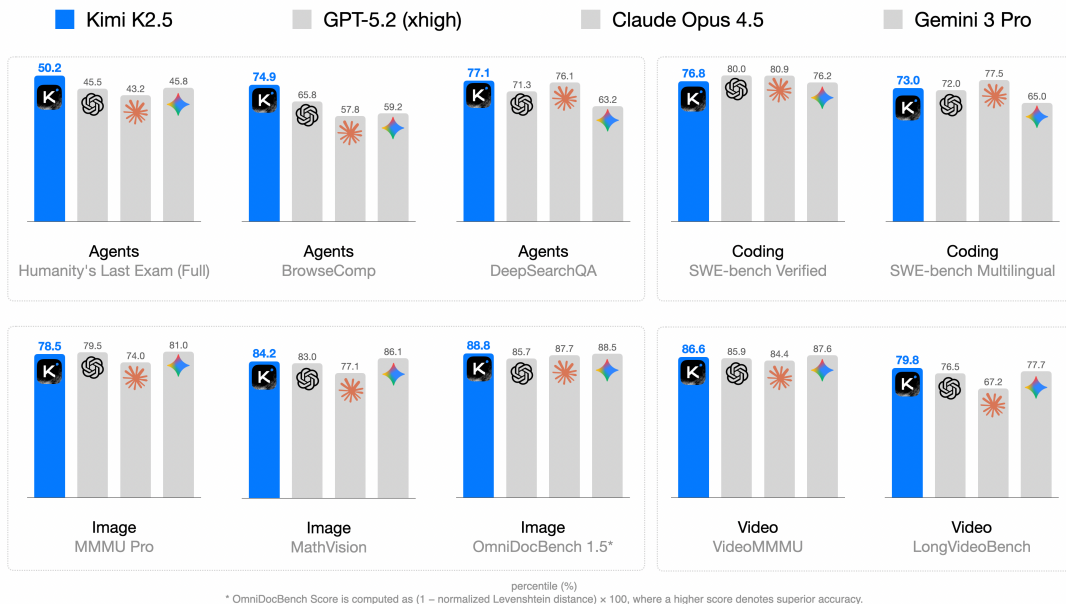 Kimi K2.5 GPT-5.2 (xhigh) Claude Opus 4.5 Gemini 3 Pro
50.2 45.5 43.2 45.8
Agents
Humanity's Last Exam (Full)
74.9 65.8 57.8 59.2
Agents
BrowseComp
77.1 71.3 76.1 63.2
Agents
DeepSearchQA
76.8 80.0 80.9 76.2
Coding
SWE-bench Verified
73.0 72.0 77.5 65.0
Coding
SWE-bench Multilingual
78.5 79.5 74.0 81.0
Image
MMMU Pro
84.2 83.0 77.1 86.1
Image
MathVision
88.8 85.7 87.7 88.5
Image
OmniDocBench 1.5*
86.6 85.9 84.4 87.6
Video
VideoMMMU
79.8 76.5 67.2 77.7
Video
LongVideoBench
percentile (%)
* OmniDocBench Score is computed as (1 − normalized Levenshtein distance) × 100, where a higher score denotes superior accuracy.